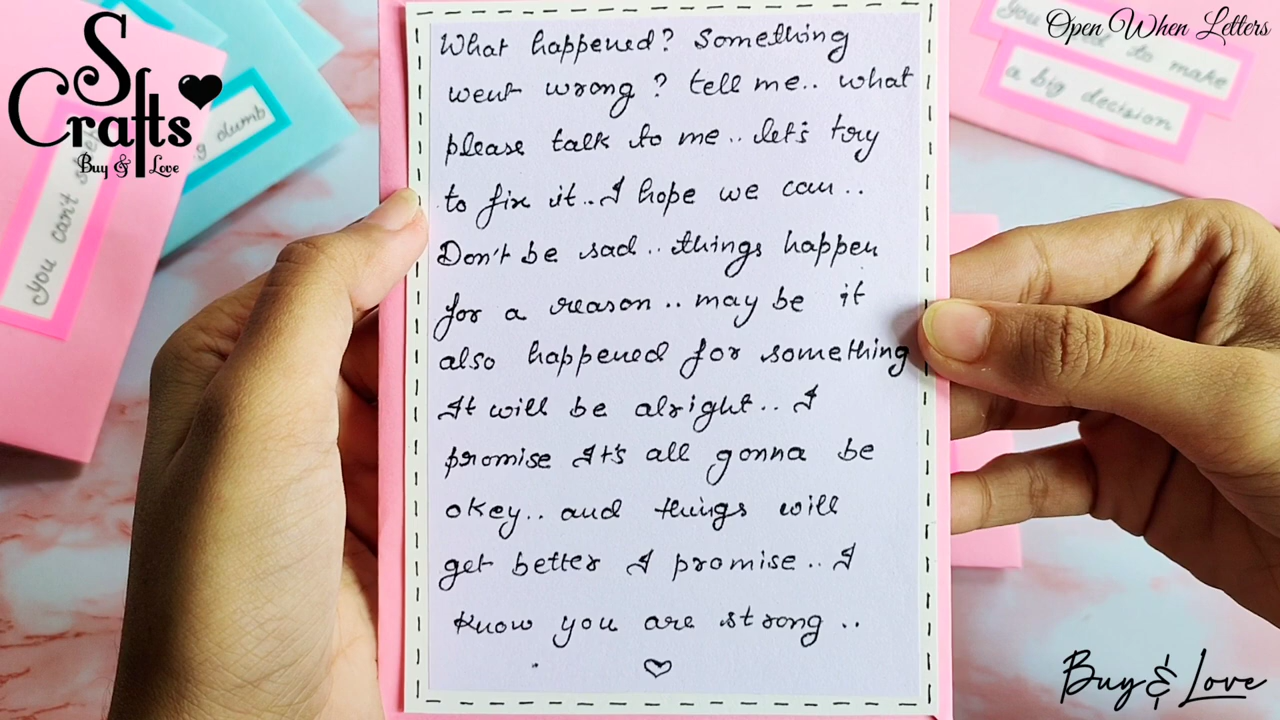 S
Crafts
Buy & Love
Open When Letters
you can't
g dumb
you to make
a big decision
What happened? Something
went wrong? tell me.. what
please talk to me.. let's try
to fix it.. I hope we can..
Don't be sad.. things happen
for a reason.. may be it
also happened for something
It will be alright.. I
promise It's all gonna be
okey.. and things will
get better I promise.. I
know you are strong..
Buy & Love